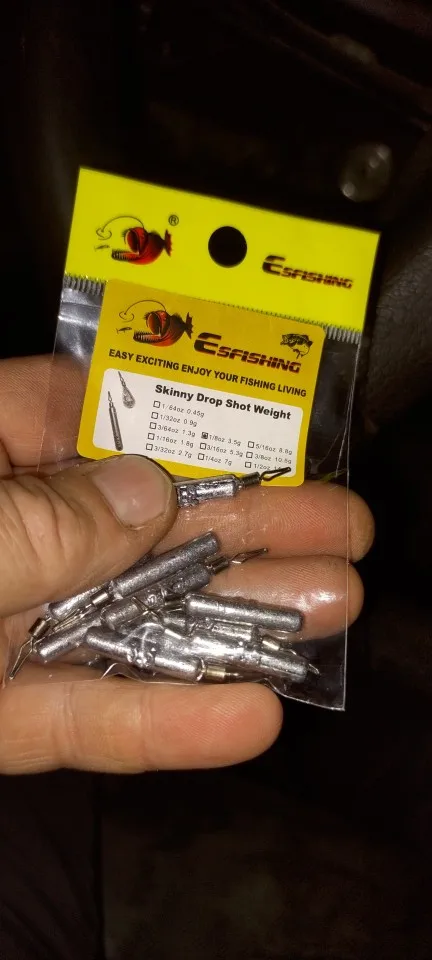 ®
ESFISHING
ESFISHING
EASY EXCITING ENJOY YOUR FISHING LIVING
Skinny Drop Shot Weight
1/64oz 0.45g
1/32oz 0.9g 1/8oz 3.5g 5/16oz 8.8g
3/64oz 1.3g 3/16oz 5.3g 3/8oz 10.6g
1/16oz 1.8g 1/4oz 7g 1/2oz
3/32oz 2.7g